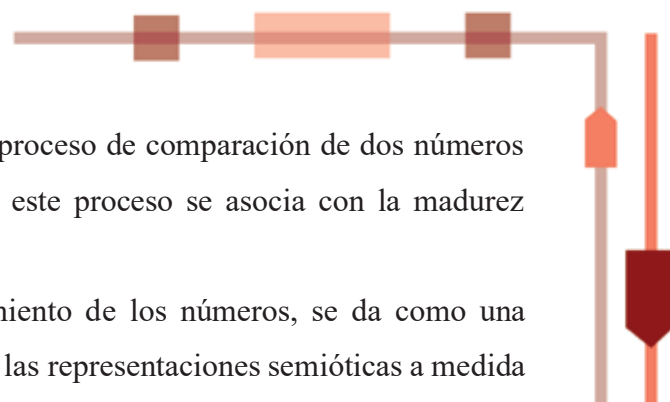 proceso de comparación de dos números
este proceso se asocia con la madurez
miento de los números, se da como una
las representaciones semióticas a medida